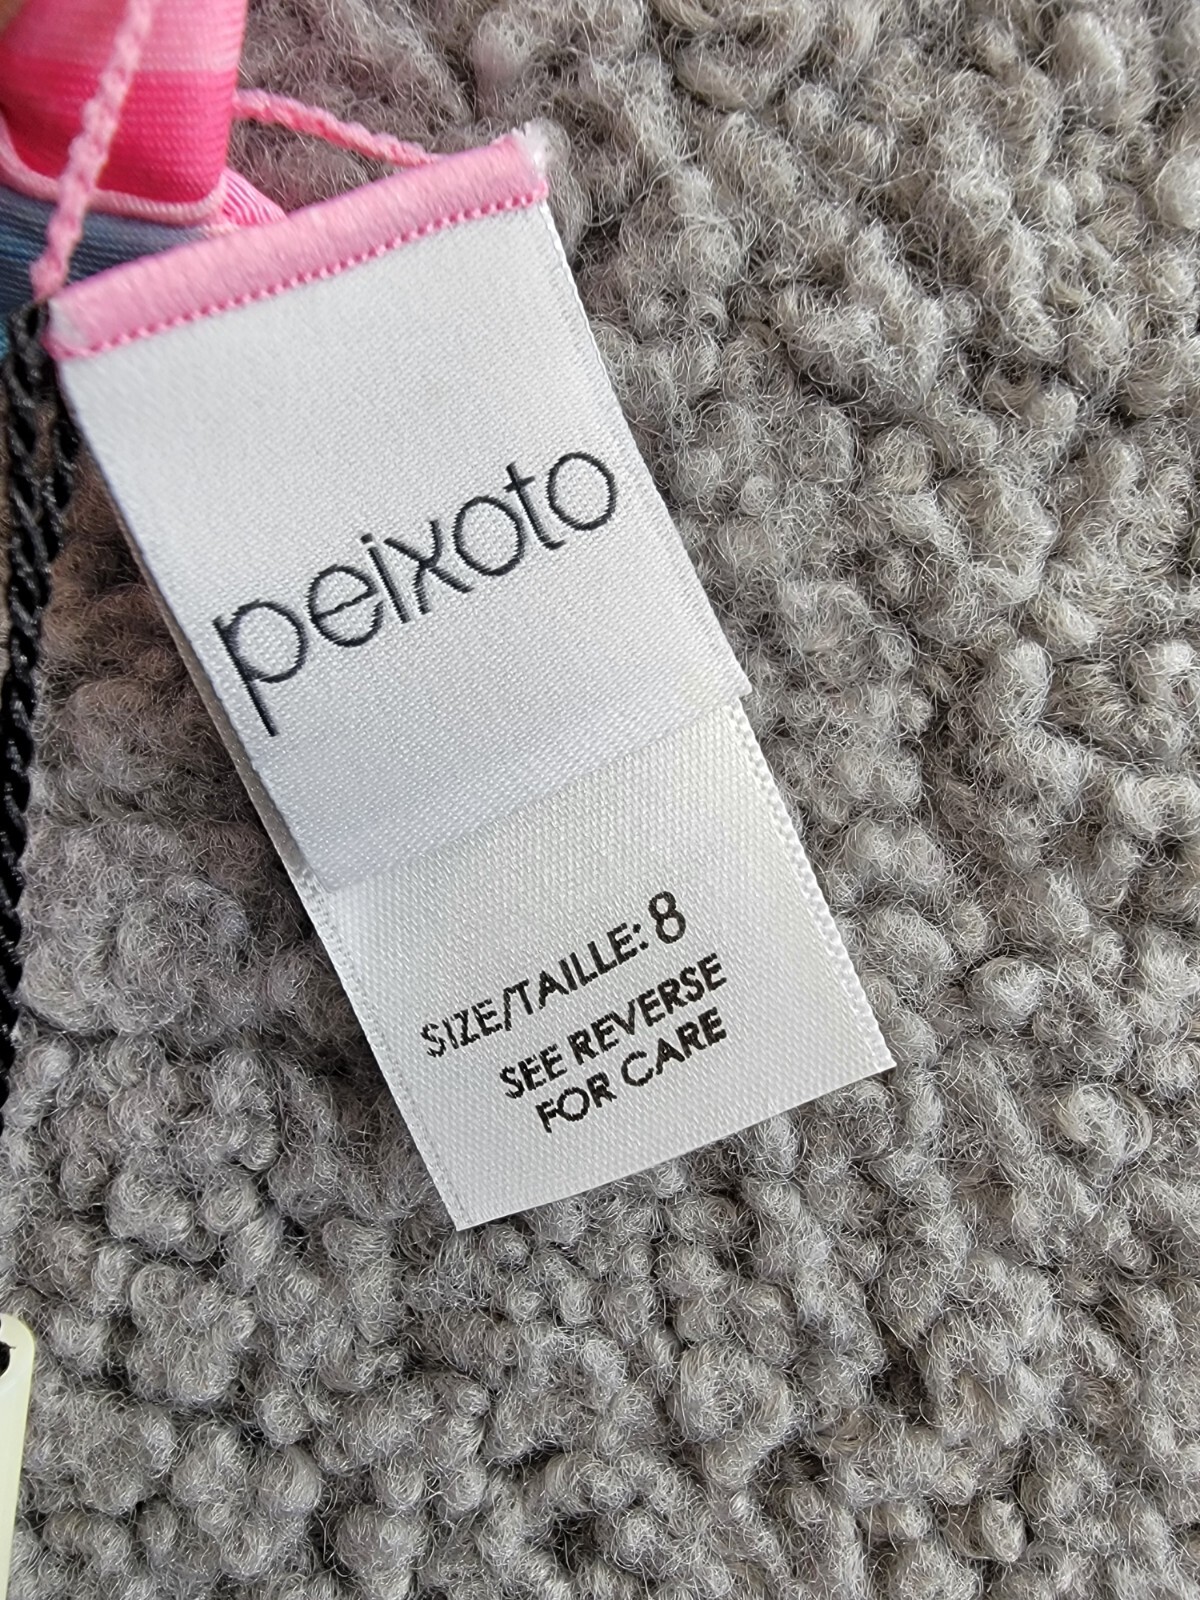 peixoto
SIZE/TAILLE: 8
SEE REVERSE
FOR CARE